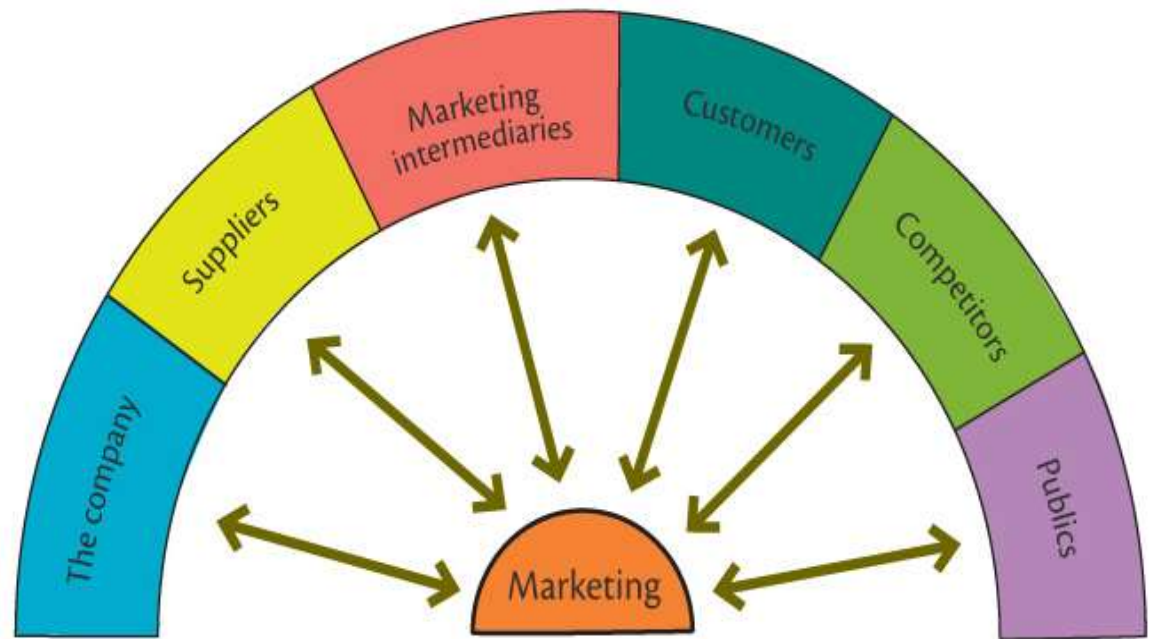 The company
Suppliers
Marketing
intermediaries
Customers
Competitors
Publics
Marketing